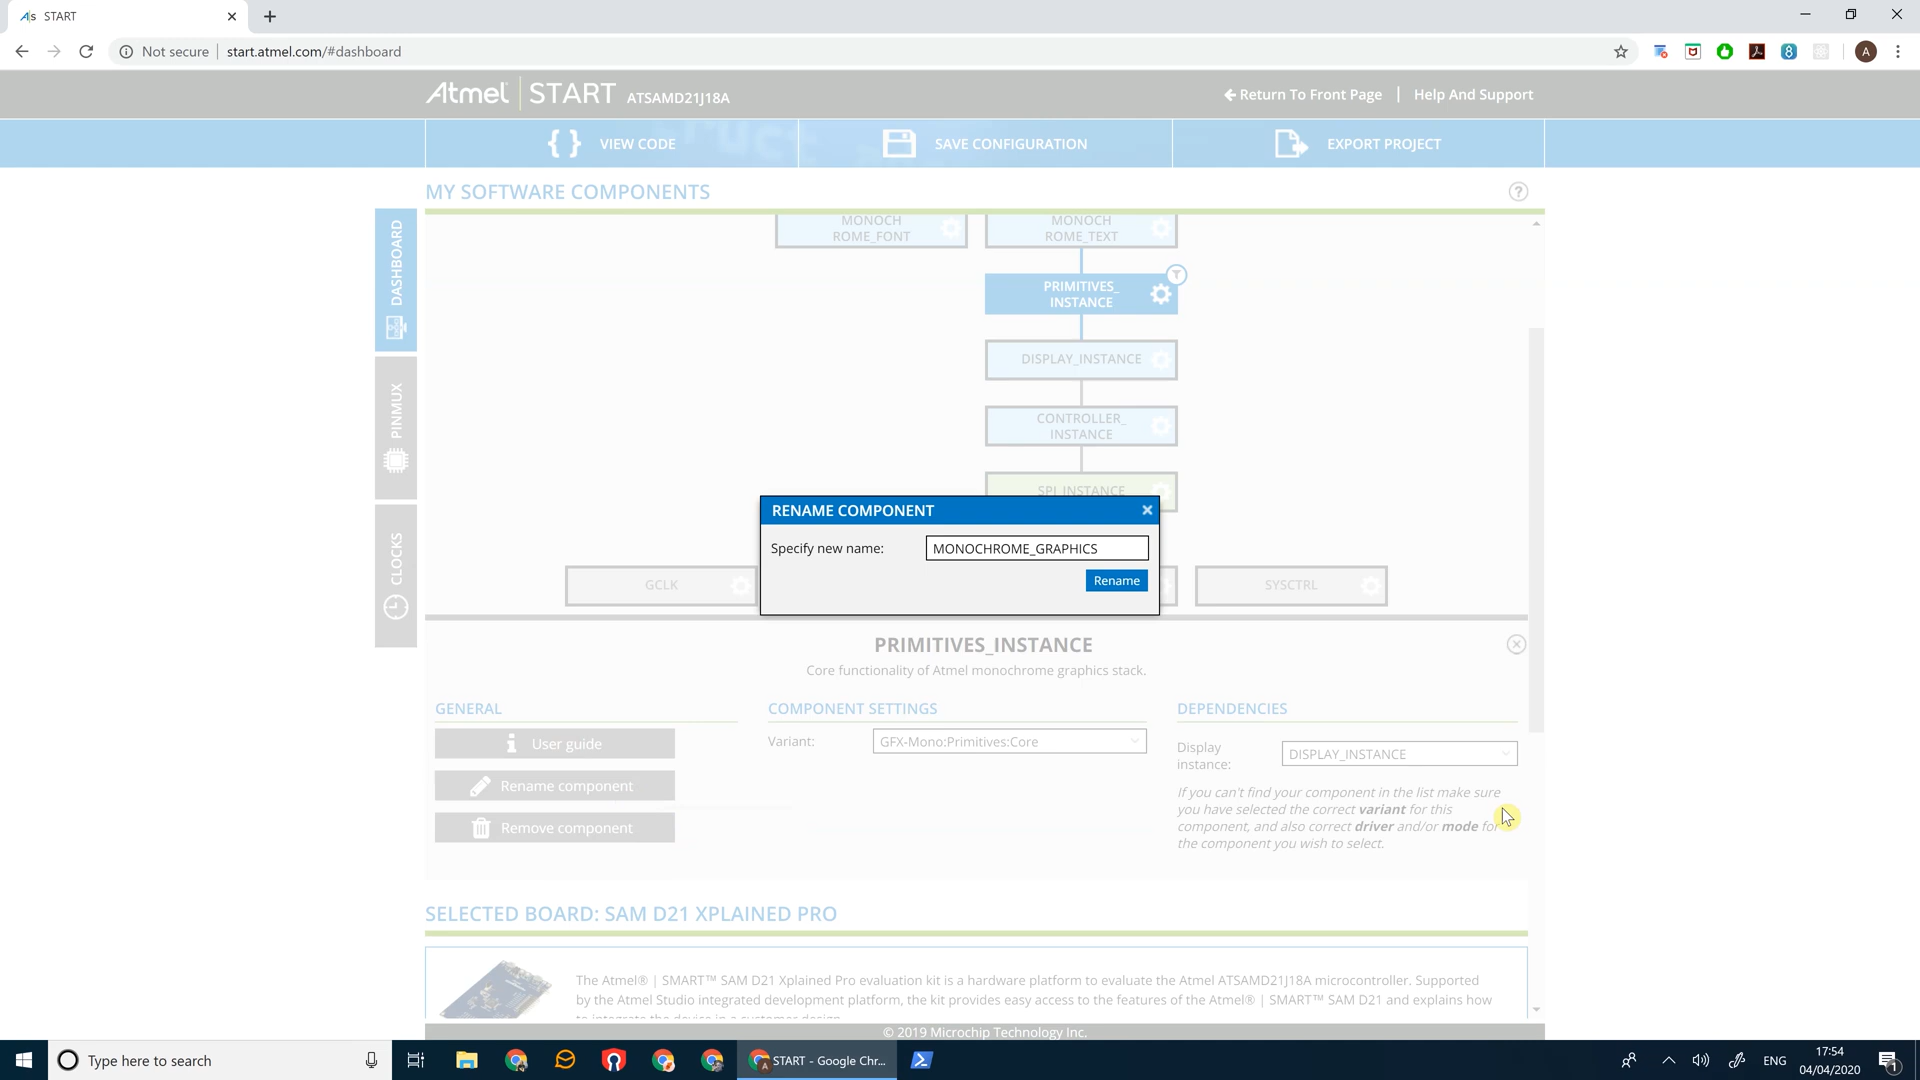 START
Not secure
start.atmel.com/#dashboard
A
Atmel START ATSAMD21J18A
Return To Front Page | Help And Support
VIEW CODE
SAVE CONFIGURATION
EXPORT PROJECT
MY SOFTWARE COMPONENTS
?
DASHBOARD
PINMUX
CLOCKS
MONOCH
ROME_FONT
MONOCH
ROME_TEXT
PRIMITIVES_
INSTANCE
DISPLAY_INSTANCE
CONTROLLER_
INSTANCE
SPI_INSTANCE
RENAME COMPONENT
Specify new name:
MONOCHROME_GRAPHICS
Rename
GCLK
SYSCTRL
PRIMITIVES_INSTANCE
Core functionality of Atmel monochrome graphics stack.
GENERAL
User guide
Rename component
Remove component
COMPONENT SETTINGS
Variant:
GFX-Mono:Primitives:Core
DEPENDENCIES
Display
instance:
DISPLAY_INSTANCE
If you can't find your component in the list make sure
you have selected the correct variant for this
component, and also correct driver and/or mode for
the component you wish to select.
SELECTED BOARD: SAM D21 XPLAINED PRO
The Atmel® | SMART™ SAM D21 Xplained Pro evaluation kit is a hardware platform to evaluate the Atmel ATSAMD21J18A microcontroller. Supported
by the Atmel Studio integrated development platform, the kit provides easy access to the features of the Atmel® | SMART™ SAM D21 and explains how
to integrate the device in a customer design.
© 2019 Microchip Technology Inc.
Type here to search
START - Google Chr...
ENG
17:54
04/04/2020
1